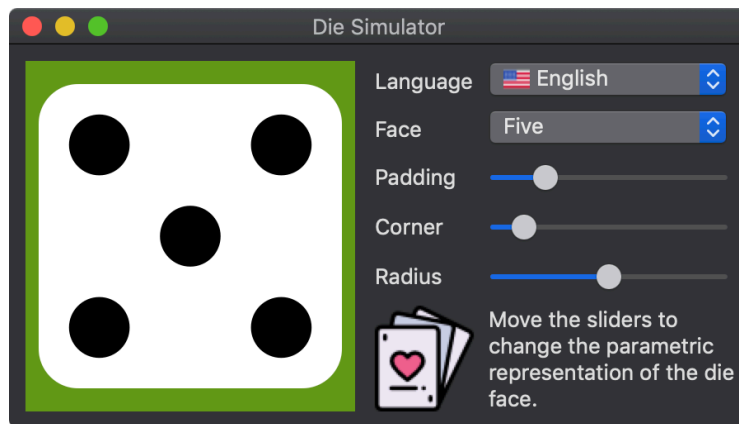 Die Simulator
Language
English
Face
Five
Padding
Corner
Radius
Move the sliders to
change the parametric
representation of the die
face.